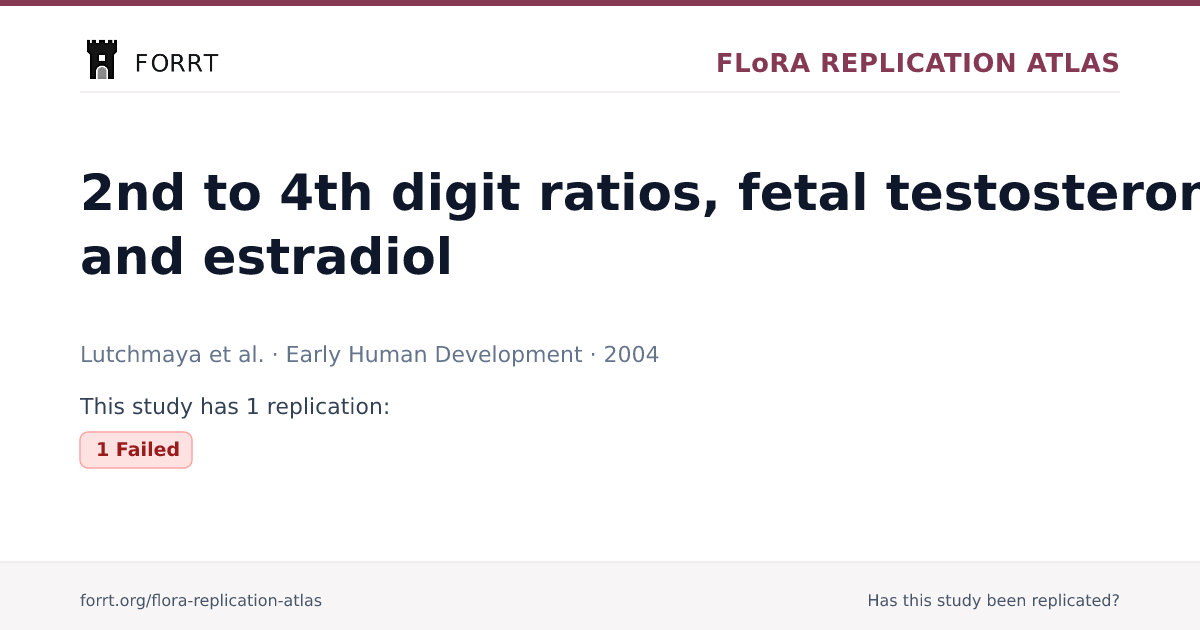 FORRT
FLoRA REPLICATION ATLAS
2nd to 4th digit ratios, fetal
and estradiol
Lutchmaya et al. · Early Human Development · 2004
This study has 1 replication:
1 Failed
forrt.org/flora-replication-atlas
Has this study been replicated?